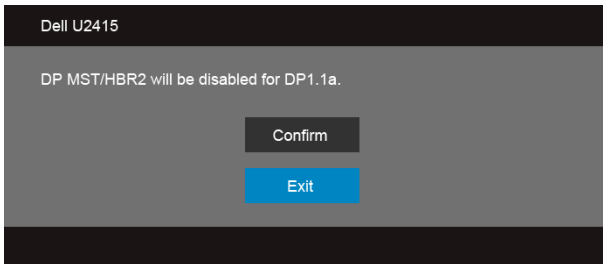 Dell U2415
DP MST/HBR2 will be disabled for DP1.1a.
Confirm
Exit